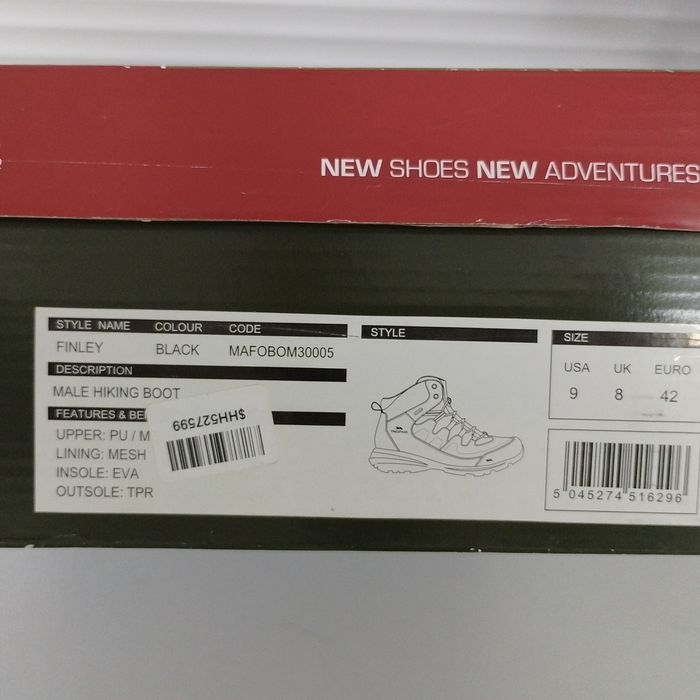 NEW SHOES NEW ADVENTURES
STYLE NAME COLOUR CODE
FINLEY BLACK MAFOBOM30005
DESCRIPTION
MALE HIKING BOOT
FEATURES & BE
UPPER: PU / M
LINING: MESH
INSOLE: EVA
OUTSOLE: TPR
$HH527599
STYLE
SIZE
USA UK EURO
9 8 42
5 045274 516296